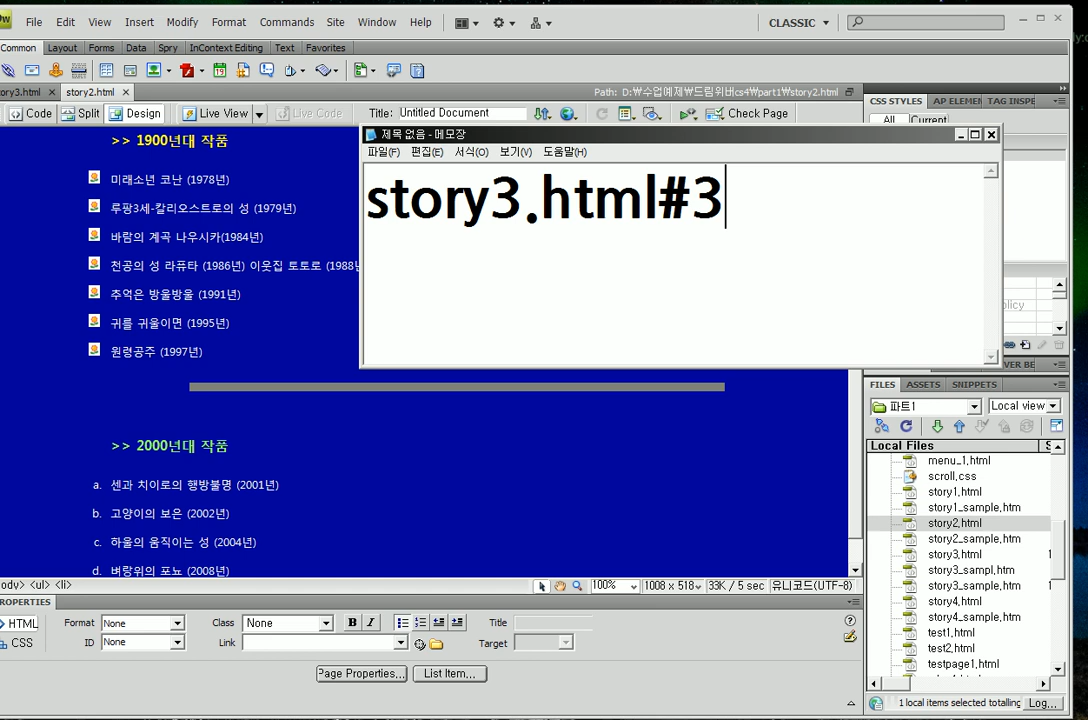 File Edit View Insert Modify Format Commands Site Window Help CLASSIC
Common Layout Forms Data Spry InContext Editing Text Favorites
story2.html
Path: D:₩수업예제₩드림위버cs4₩part1₩story2.html
Code Split Design Live View Live Code Title: Untitled Document Check Page
CSS STYLES AP ELEMEN TAG INSPE
All Current
>> 1900년대 작품
미래소년 코난 (1978년)
루팡3세-칼리오스트로의 성 (1979년)
바람의 계곡 나우시카(1984년)
천공의 성 라퓨타 (1986년) 이웃집 토토로 (1988년
추억은 방울방울 (1991년)
귀를 귀울이면 (1995년)
원령공주 (1997년)
>> 2000년대 작품
a. 센과 치이로의 행방불명 (2001년)
b. 고양이의 보은 (2002년)
c. 하울의 움직이는 성 (2004년)
d. 벼랑위의 포뇨 (2008년)
제목 없음 - 메모장
파일(F) 편집(E) 서식(O) 보기(V) 도움말(H)
story3.html#3
FILES ASSETS SNIPPETS
파트1 Local view
Local Files
menu_1.html
scroll.css
story1.html
story1_sample.htm
story2.html
story2_sample.htm
story3.html
story3_sampl.htm
story3_sample.htm
story4.html
story4_sample.htm
test1.html
test2.html
testpage1.html
1 local items selected totalling Log...
<ul> <li>
100% 1008 x 518 33K / 5 sec 유니코드(UTF-8)
PROPERTIES
HTML Format None Class None B I Title
CSS ID None Link Target
Page Properties... List Item...